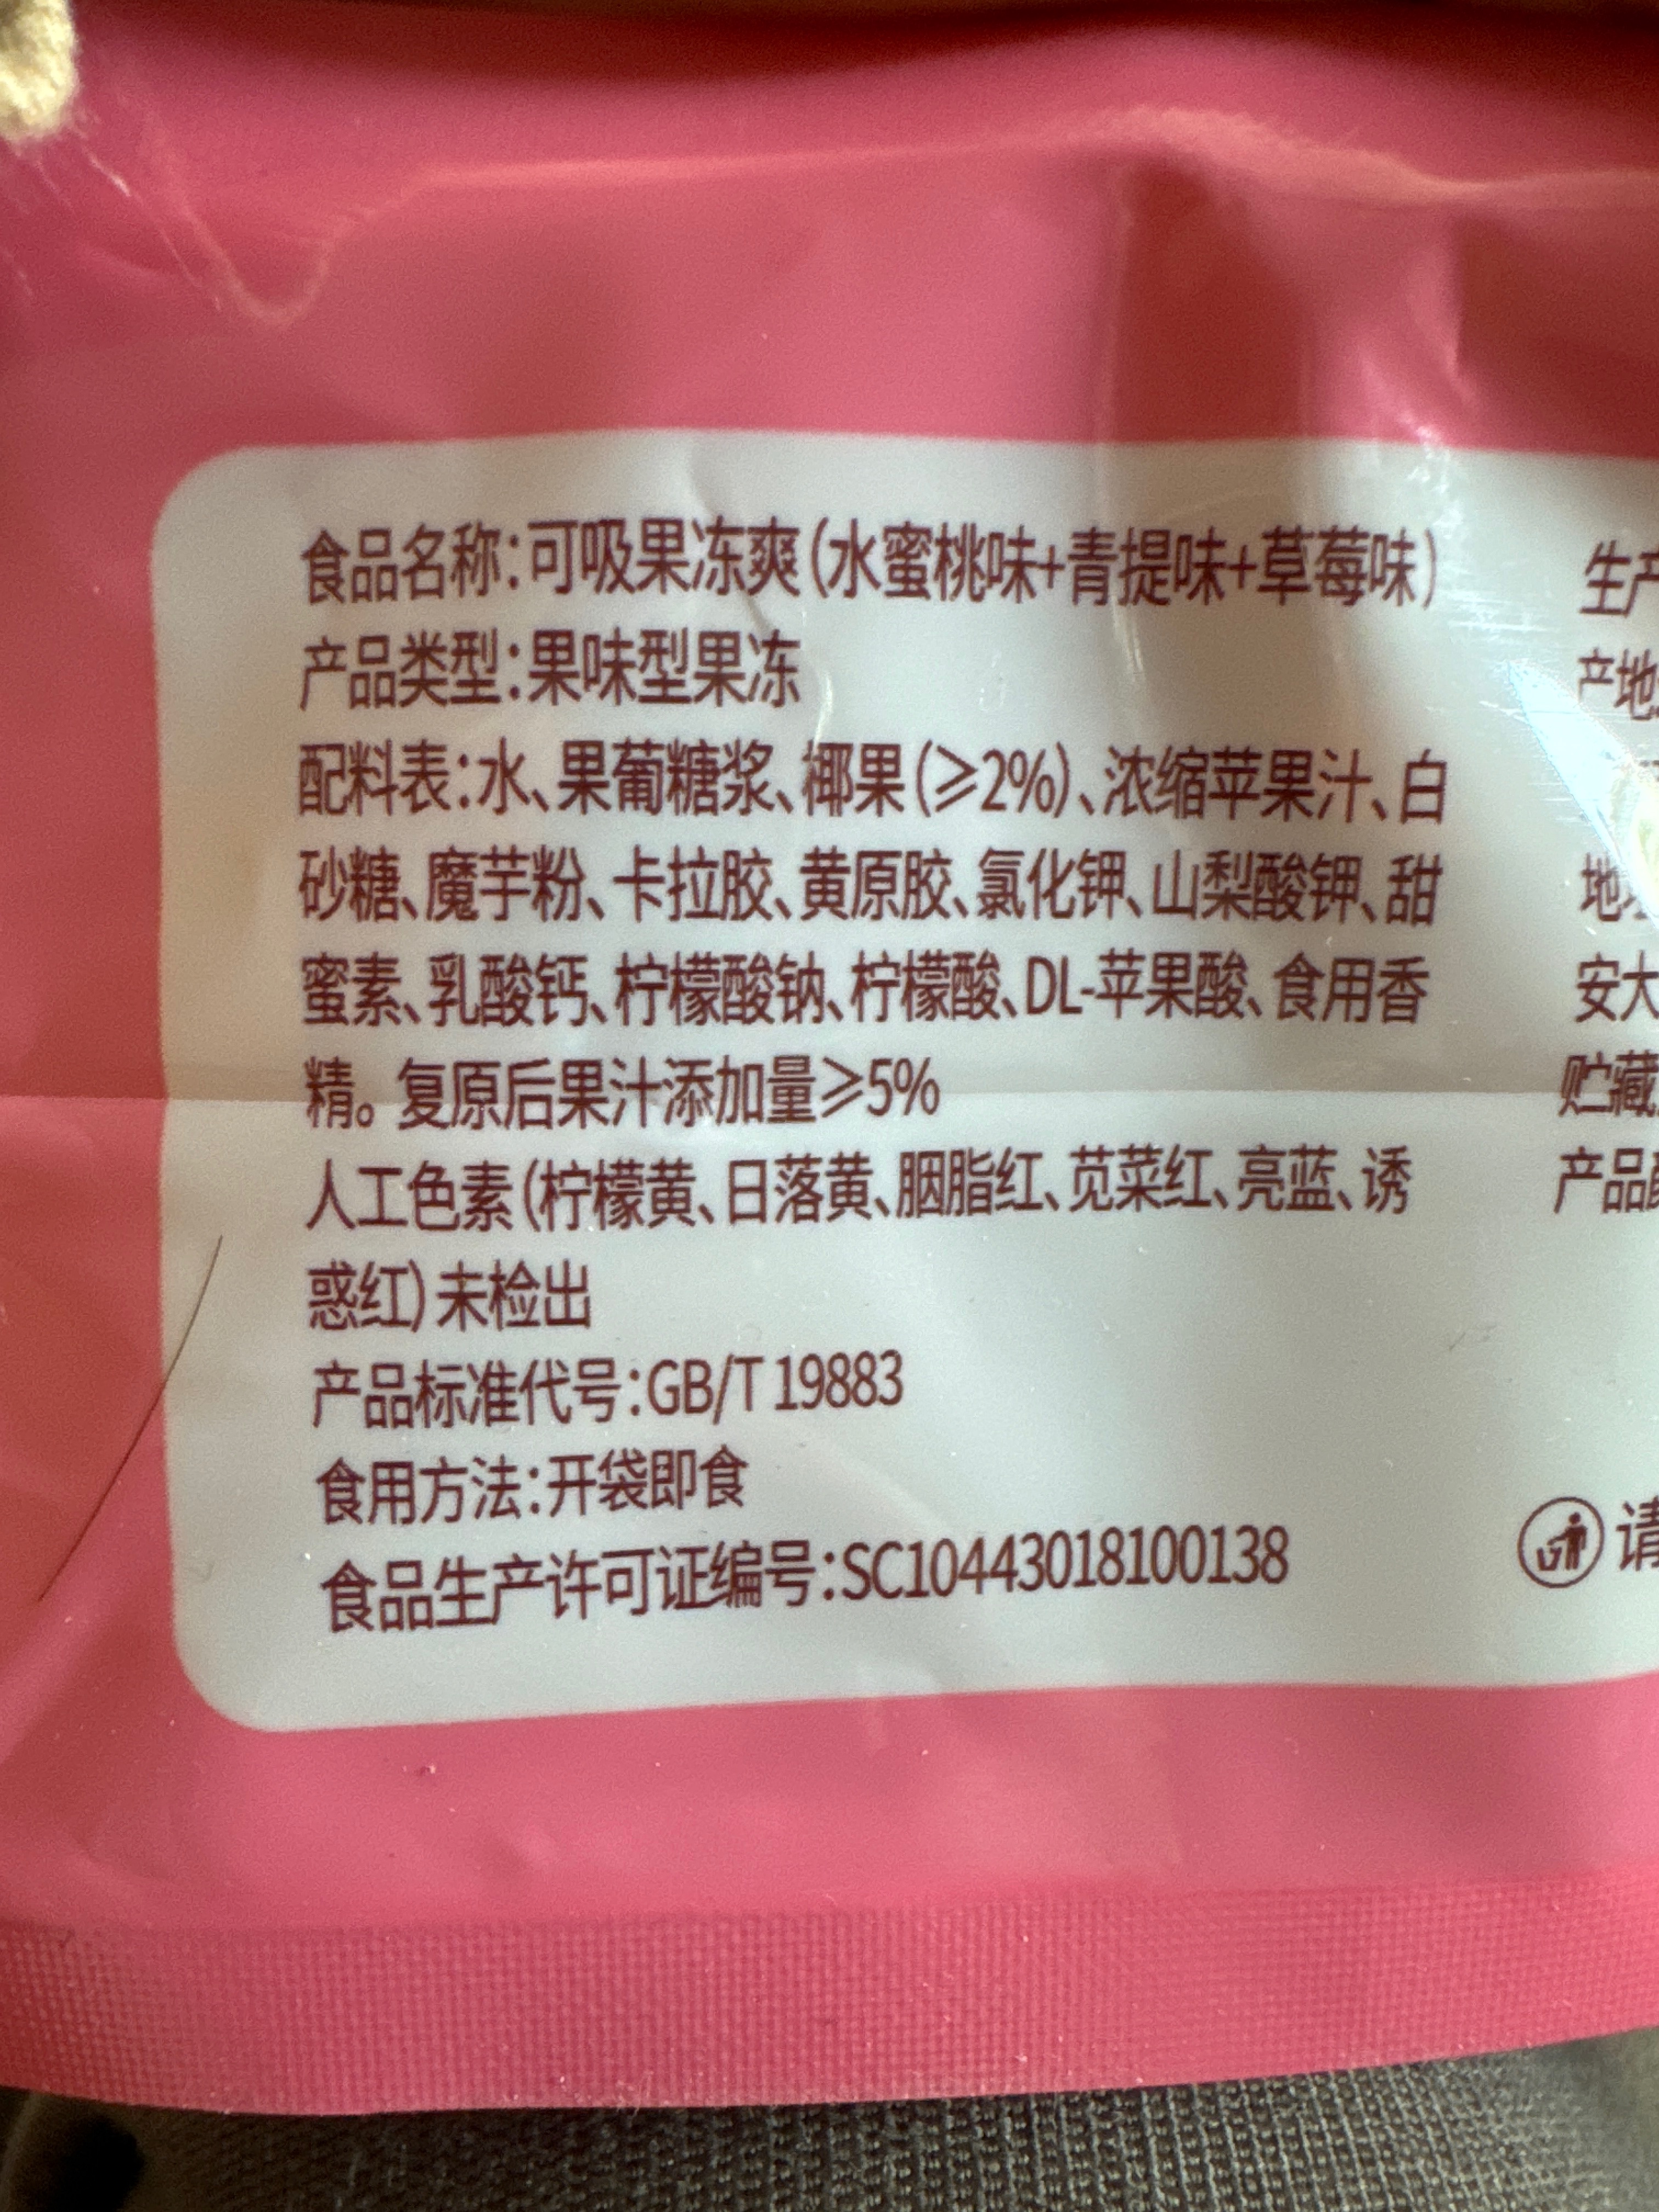 食品名称:可吸果冻爽(水蜜桃味+青提味+草莓味)
产品类型:果味型果冻
配料表:水、果葡糖浆、椰果(≥2%)、浓缩苹果汁、白
砂糖、魔芋粉、卡拉胶、黄原胶、氯化钾、山梨酸钾、甜
蜜素、乳酸钙、柠檬酸钠、柠檬酸、DL-苹果酸、食用香
精。复原后果汁添加量≥5%
人工色素(柠檬黄、日落黄、胭脂红、苋菜红、亮蓝、诱
惑红)未检出
产品标准代号:GB/T 19883
食用方法:开袋即食
食品生产许可证编号:SC10443018100138
生产
产地
安大
贮藏
产品
请